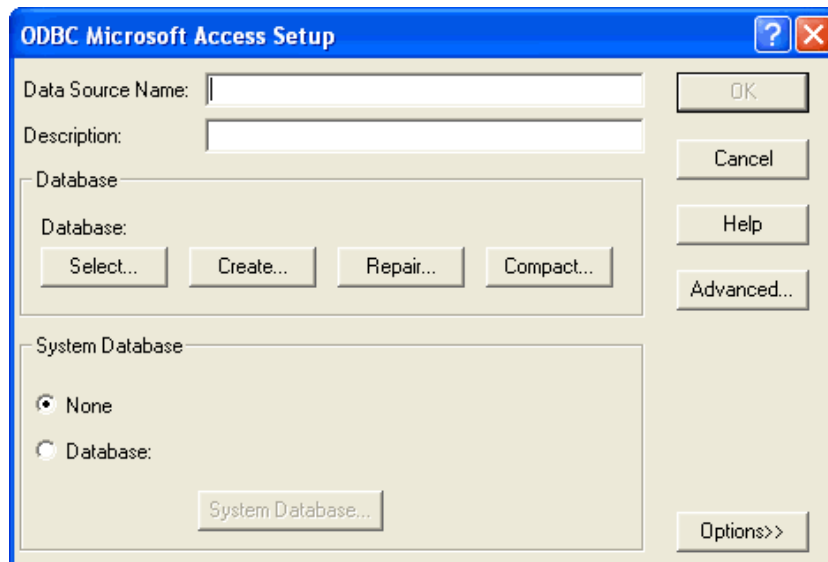 ODBC Microsoft Access Setup
Data Source Name:
OK
Description:
Cancel
Database
Database:
Help
Select...
Create...
Repair...
Compact...
Advanced...
System Database
None
Database:
System Database...
Options>>